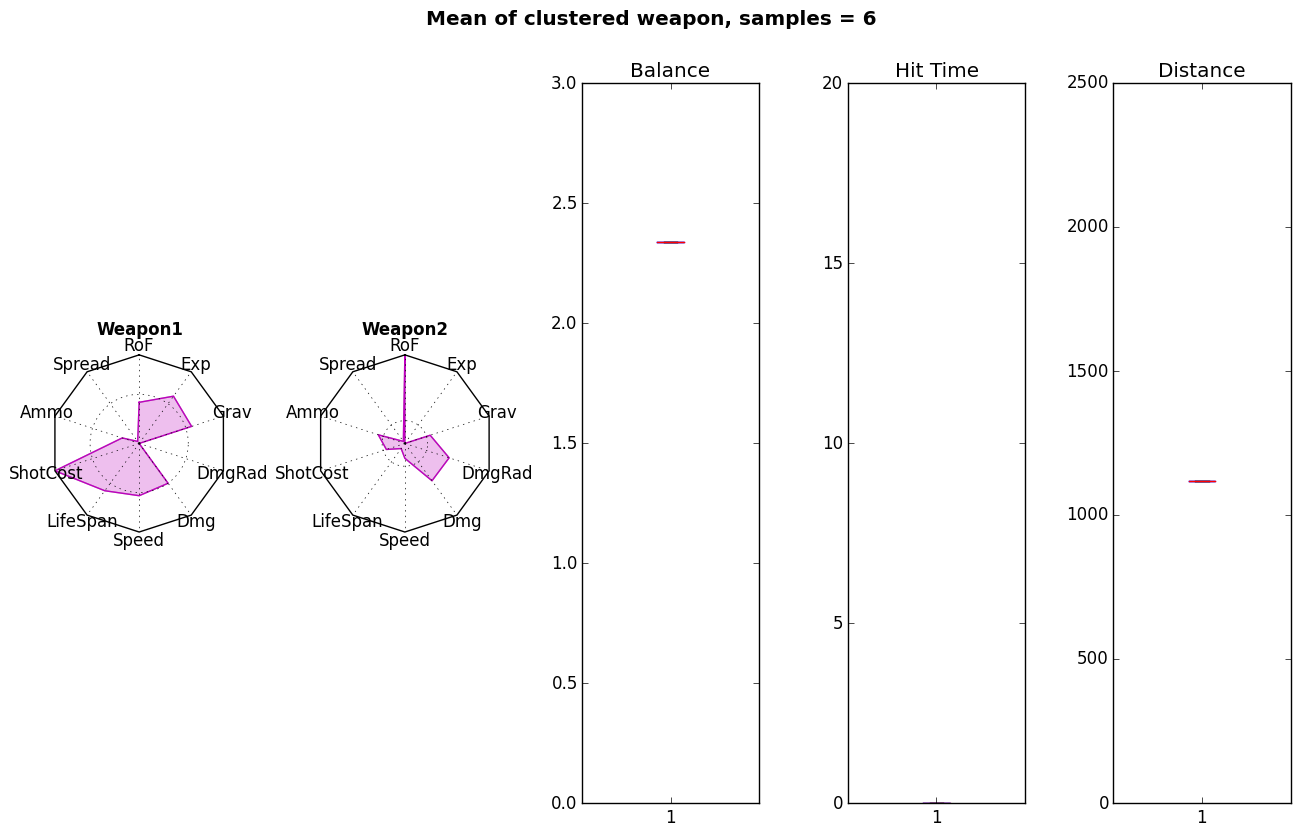 Mean of clustered weapon, samples = 6
Weapon1
RoF
Exp
Grav
DmgRad
Dmg
Speed
LifeSpan
ShotCost
Ammo
Spread
Weapon2
RoF
Exp
Grav
DmgRad
Dmg
Speed
LifeSpan
ShotCost
Ammo
Spread
Balance
3.0
2.5
2.0
1.5
1.0
0.5
0.0
1
Hit Time
20
15
10
5
0
1
Distance
2500
2000
1500
1000
500
0
1